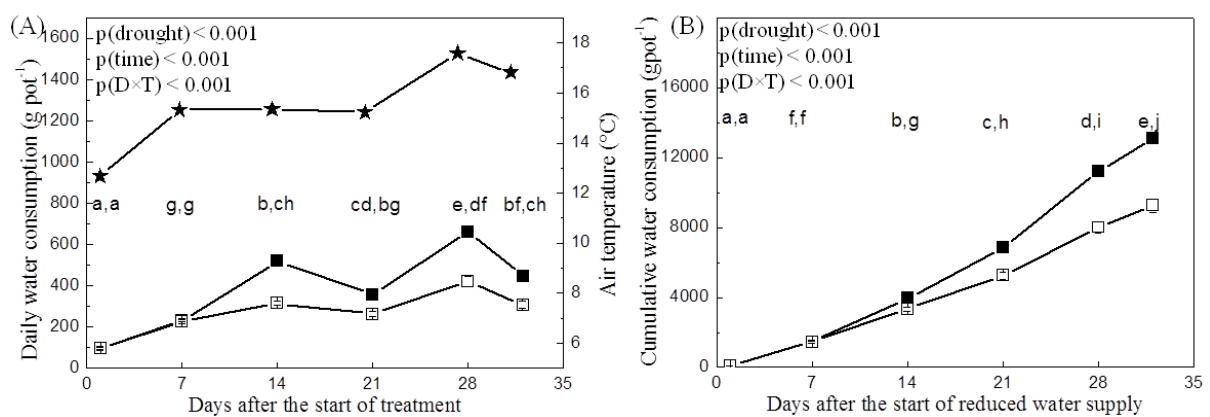 (A)
p(drought) < 0.001
p(time) < 0.001
p(D×T) < 0.001
Daily water consumption (g pot⁻¹)
1600
1400
1200
1000
800
600
400
200
0
a,a g,g b,ch cd,bg e,df bf,ch
18
16
14
12
10
8
6
Air temperature (°C)
0 7 14 21 28 35
Days after the start of treatment
(B)
p(drought) < 0.001
p(time) < 0.001
p(D×T) < 0.001
Cumulative water consumption (gpot⁻¹)
16000
12000
8000
4000
0
a,a f,f b,g c,h d,i e,j
0 7 14 21 28 35
Days after the start of reduced water supply